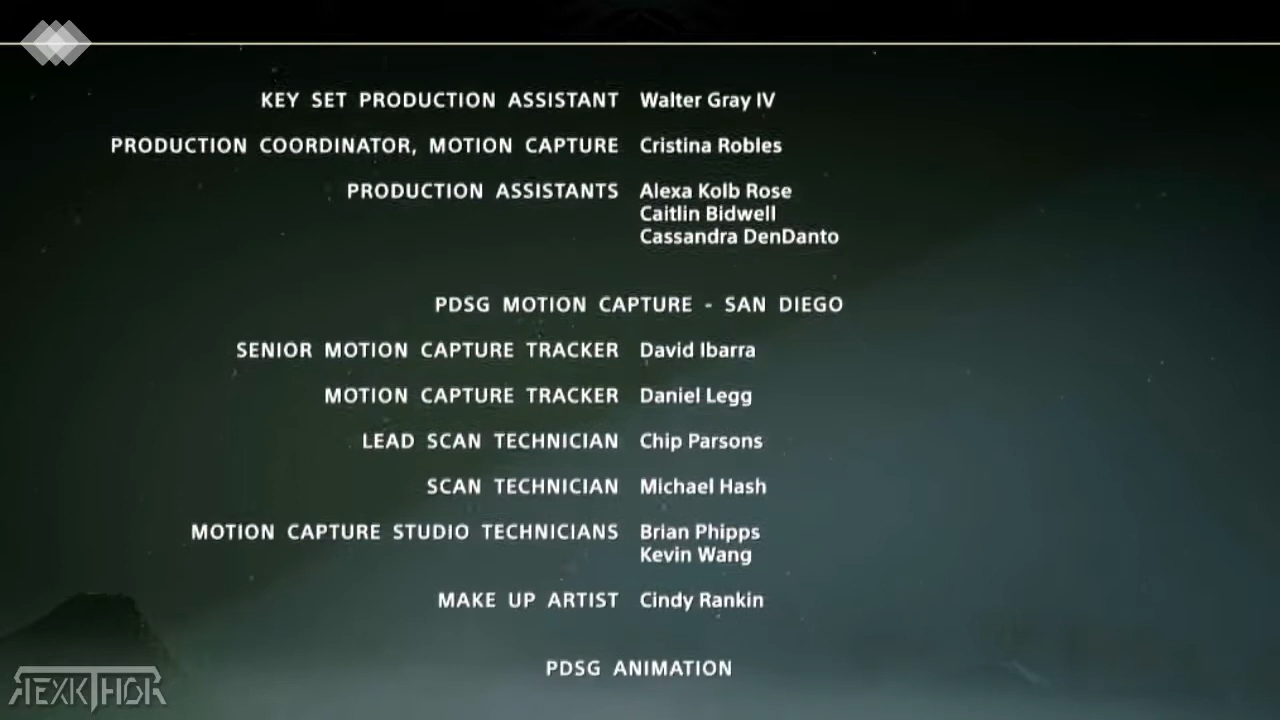 KEY SET PRODUCTION ASSISTANT Walter Gray IV
PRODUCTION COORDINATOR, MOTION CAPTURE Cristina Robles
PRODUCTION ASSISTANTS Alexa Kolb Rose
Caitlin Bidwell
Cassandra DenDanto
PDSG MOTION CAPTURE - SAN DIEGO
SENIOR MOTION CAPTURE TRACKER David Ibarra
MOTION CAPTURE TRACKER Daniel Legg
LEAD SCAN TECHNICIAN Chip Parsons
SCAN TECHNICIAN Michael Hash
MOTION CAPTURE STUDIO TECHNICIANS Brian Phipps
Kevin Wang
MAKE UP ARTIST Cindy Rankin
PDSG ANIMATION